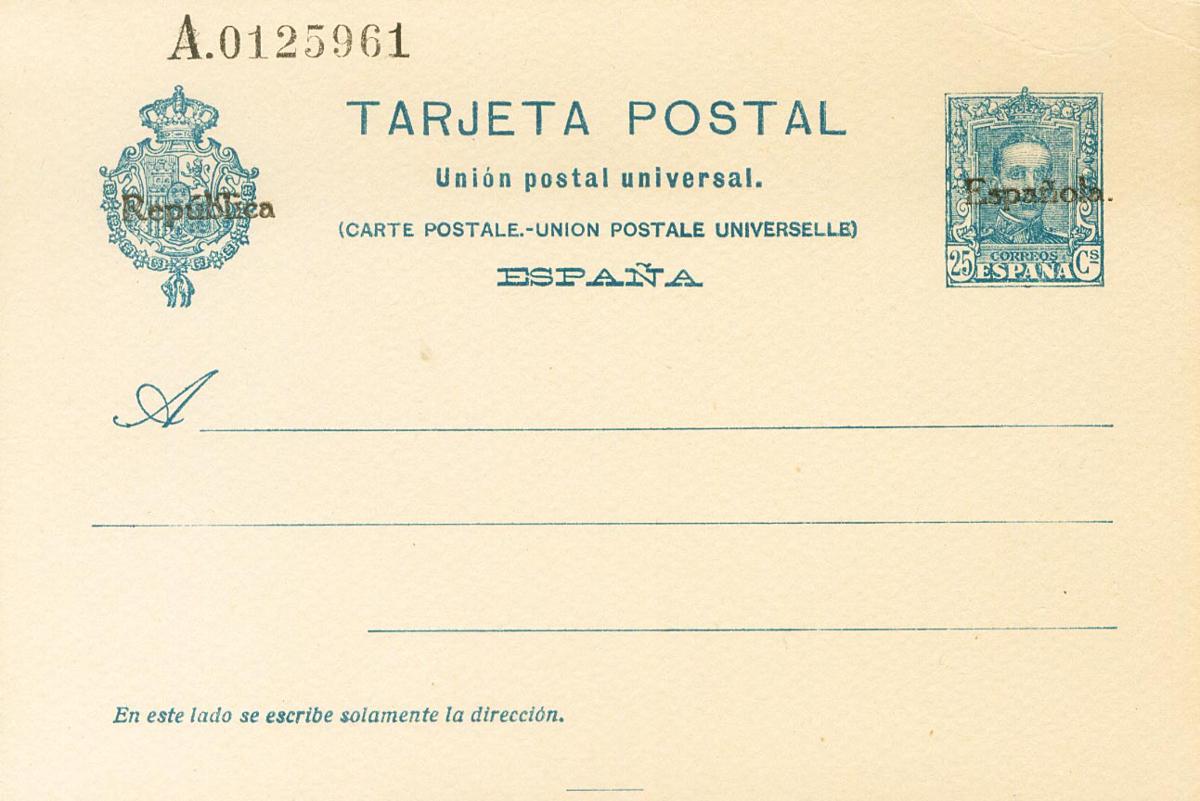 A.0125961
TARJETA POSTAL
Unión postal universal.
(CARTE POSTALE.-UNION POSTALE UNIVERSELLE)
ESPAÑA
República
Española.
CORREOS
25 ESPAÑA Cs
A
En este lado se escribe solamente la dirección.